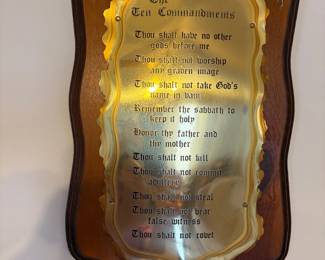 The
Ten Commandments
Thou shalt have no other
gods before me
Thou shalt not worship
any graven image
Thou shalt not take God's
name in vain
Remember the sabbath to
keep it holy
Honor thy father and
thy mother
Thou shalt not kill
Thou shalt not commit
adultery
Thou shalt not steal
Thou shalt not bear
false witness
Thou shalt not covet